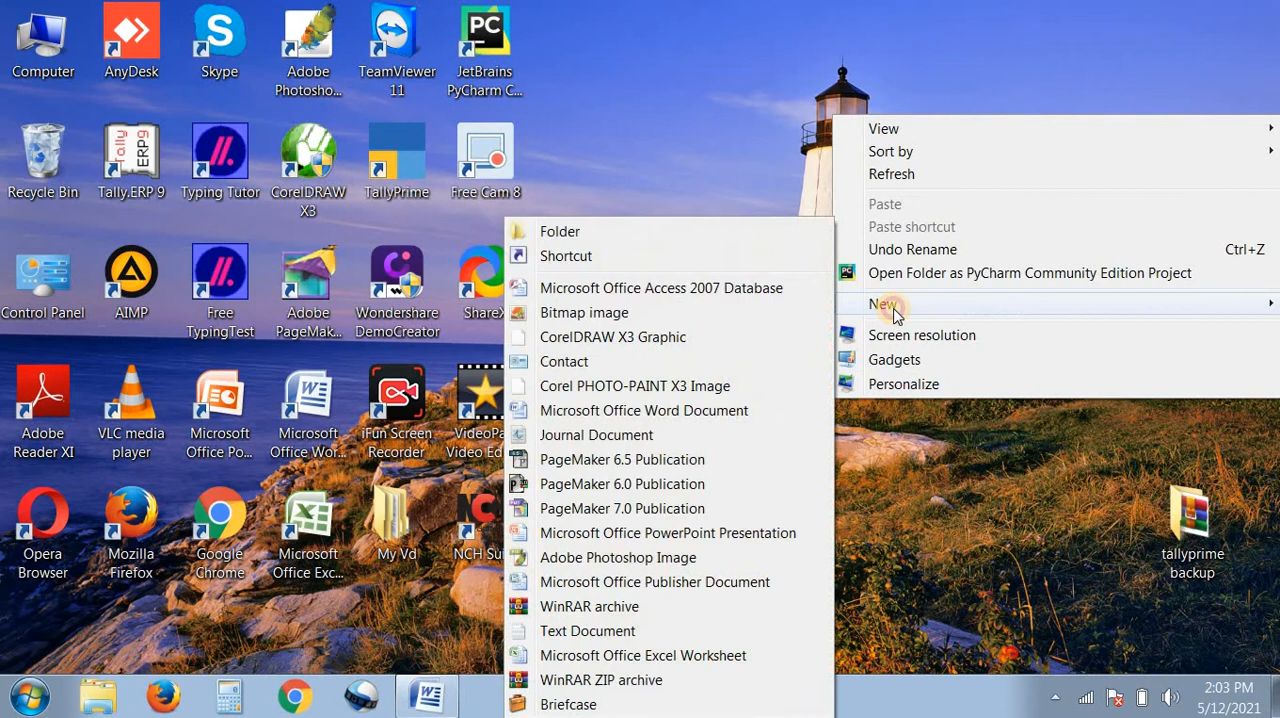 Computer
AnyDesk
Skype
Adobe
Photosho...
TeamViewer
11
JetBrains
PyCharm C...
Recycle Bin
Tally.ERP 9
Typing Tutor
CorelDRAW
X3
TallyPrime
Free Cam 8
Control Panel
AIMP
Free
TypingTest
Adobe
PageMak...
Wondershare
DemoCreator
ShareX
Adobe
Reader XI
VLC media
player
Microsoft
Office Po...
Microsoft
Office Wor...
iFun Screen
Recorder
VideoPa
Video Ed
Opera
Browser
Mozilla
Firefox
Google
Chrome
Microsoft
Office Exc...
My Vd
NCH Su
Folder
Shortcut
Microsoft Office Access 2007 Database
Bitmap image
CorelDRAW X3 Graphic
Contact
Corel PHOTO-PAINT X3 Image
Microsoft Office Word Document
Journal Document
PageMaker 6.5 Publication
PageMaker 6.0 Publication
PageMaker 7.0 Publication
Microsoft Office PowerPoint Presentation
Adobe Photoshop Image
Microsoft Office Publisher Document
WinRAR archive
Text Document
Microsoft Office Excel Worksheet
WinRAR ZIP archive
Briefcase
View
Sort by
Refresh
Paste
Paste shortcut
Undo Rename Ctrl+Z
Open Folder as PyCharm Community Edition Project
New
Screen resolution
Gadgets
Personalize
tallyprime
backup
2:03 PM
5/12/2021